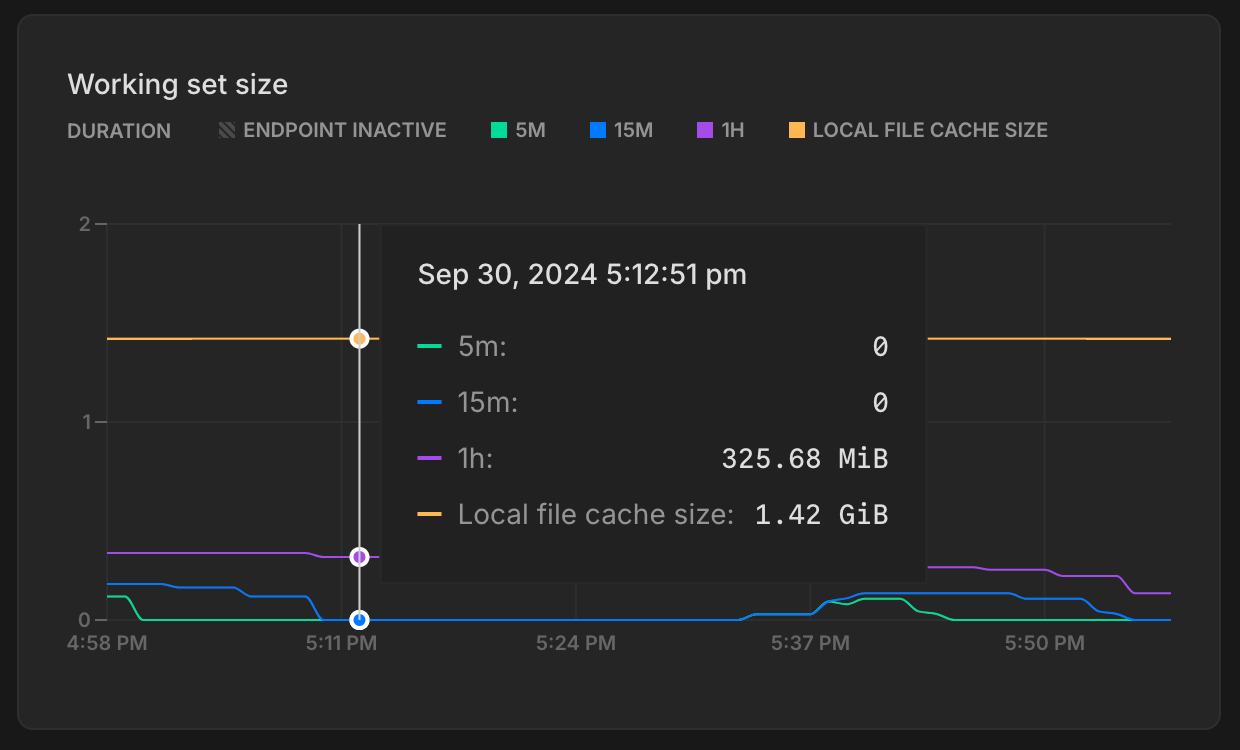 Working set size
DURATION ENDPOINT INACTIVE 5M 15M 1H LOCAL FILE CACHE SIZE
2
Sep 30, 2024 5:12:51 pm
5m: 0
15m: 0
1
1h: 325.68 MiB
Local file cache size: 1.42 GiB
0
4:58 PM 5:11 PM 5:24 PM 5:37 PM 5:50 PM